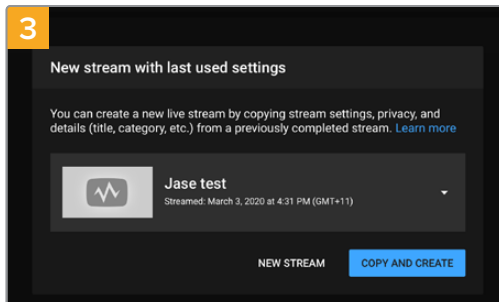 3
New stream with last used settings
You can create a new live stream by copying stream settings, privacy, and
details (title, category, etc.) from a previously completed stream. Learn more
Jase test
Streamed: March 3, 2020 at 4:31 PM (GMT+11)
NEW STREAM COPY AND CREATE